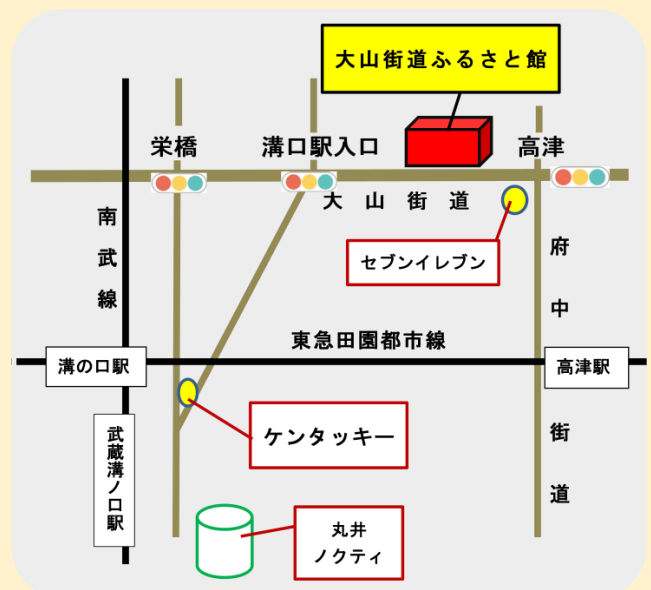 大山街道ふるさと館
栄橋
溝口駅入口
高津
大山街道
南武線
セブンイレブン
府中街道
東急田園都市線
溝の口駅
高津駅
ケンタッキー
武蔵溝ノ口駅
丸井
ノクティ